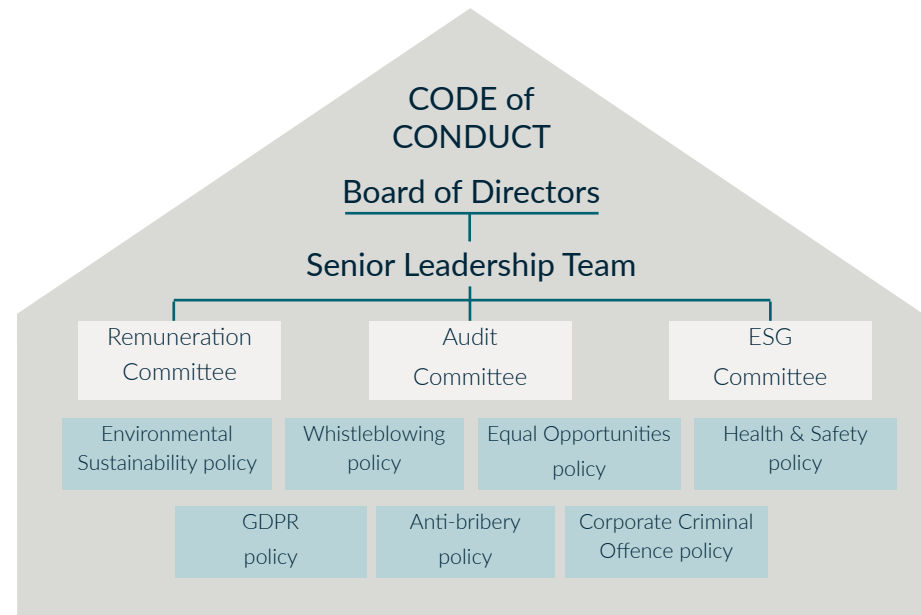 CODE of
CONDUCT
Board of Directors
Senior Leadership Team
Remuneration
Committee
Audit
Committee
ESG
Committee
Environmental
Sustainability policy
Whistleblowing
policy
Equal Opportunities
policy
Health & Safety
policy
GDPR
policy
Anti-bribery
policy
Corporate Criminal
Offence policy